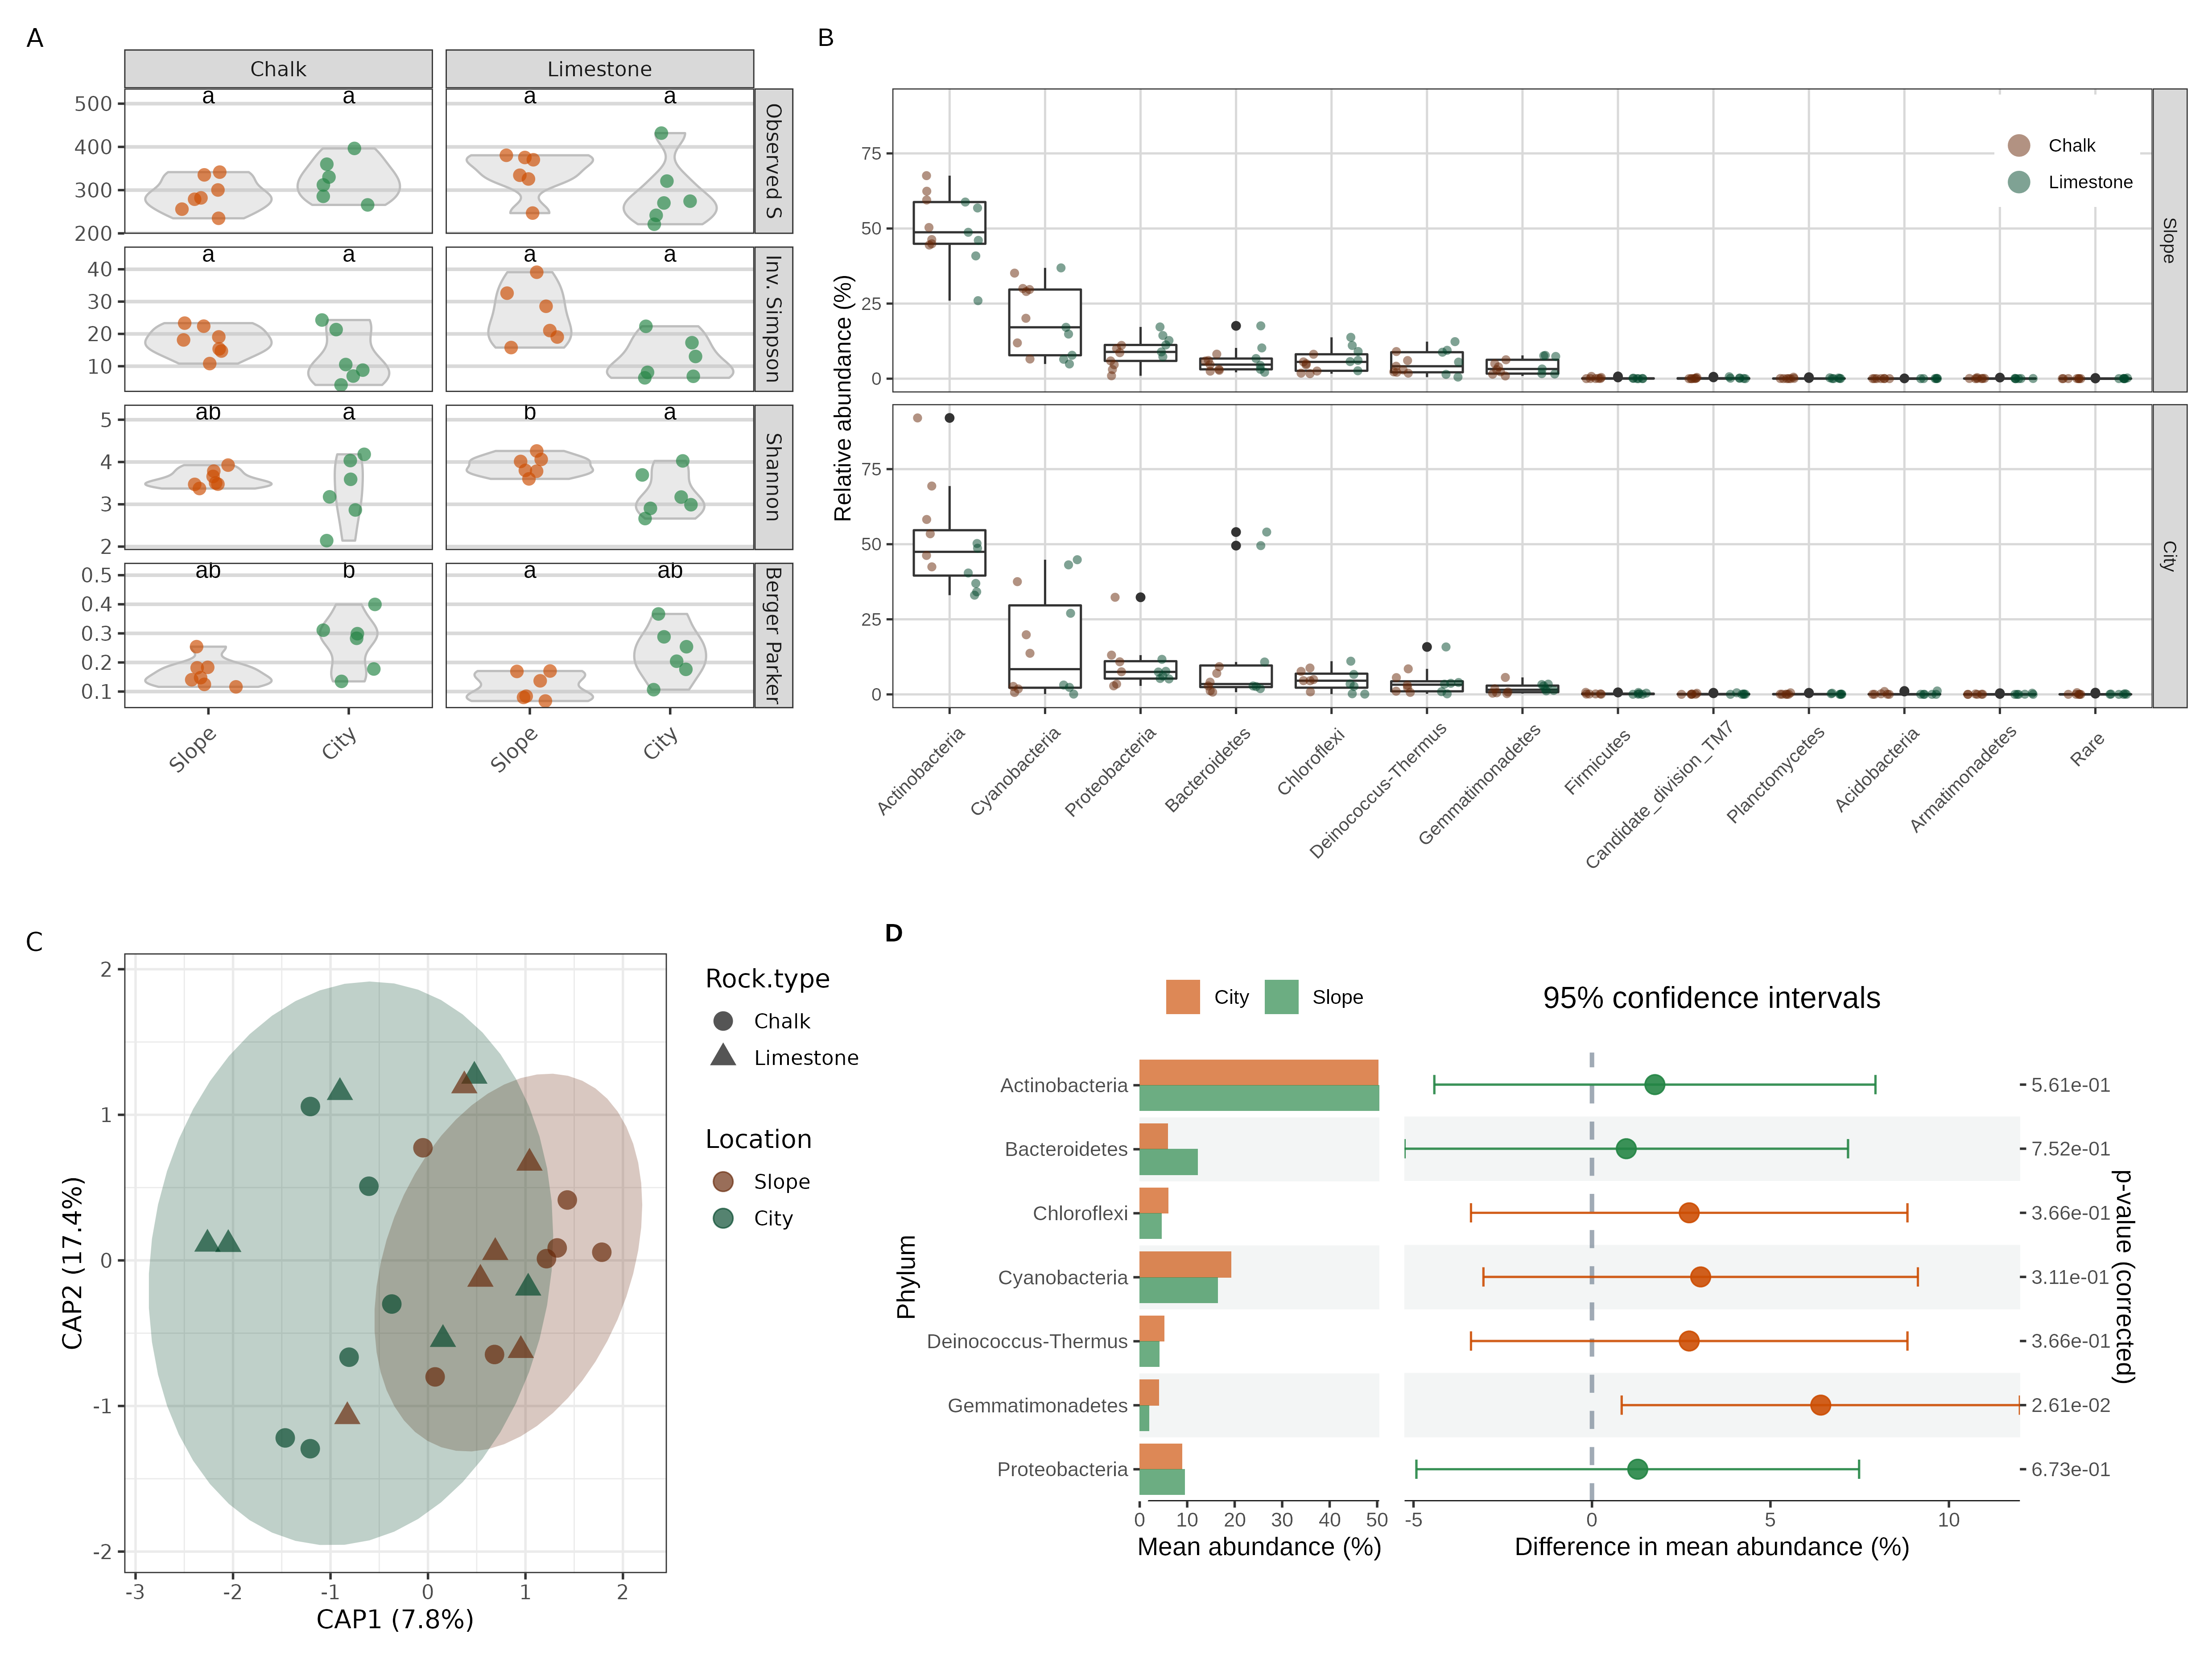 A
Chalk
Limestone
500
400
300
200
a
a
a
a
Observed S
40
30
20
10
a
a
a
a
Inv. Simpson
5
4
3
2
ab
a
b
a
Shannon
0.5
0.4
0.3
0.2
0.1
ab
b
a
ab
Berger Parker
Slope
City
Slope
City
B
Relative abundance (%)
75
50
25
0
Chalk
Limestone
Slope
75
50
25
0
City
Actinobacteria
Cyanobacteria
Proteobacteria
Bacteroidetes
Chloroflexi
Deinococcus-Thermus
Gemmatimonadetes
Firmicutes
Candidate_division_TM7
Planctomycetes
Acidobacteria
Armatimonadetes
Rare
C
CAP2 (17.4%)
2
1
0
-1
-2
-3
-2
-1
0
1
2
CAP1 (7.8%)
Rock.type
Chalk
Limestone
Location
Slope
City
D
City
Slope
95% confidence intervals
Phylum
Actinobacteria
Bacteroidetes
Chloroflexi
Cyanobacteria
Deinococcus-Thermus
Gemmatimonadetes
Proteobacteria
0 10 20 30 40 50
Mean abundance (%)
-5 0 5 10
Difference in mean abundance (%)
5.61e-01
7.52e-01
3.66e-01
3.11e-01
3.66e-01
2.61e-02
6.73e-01
p-value (corrected)